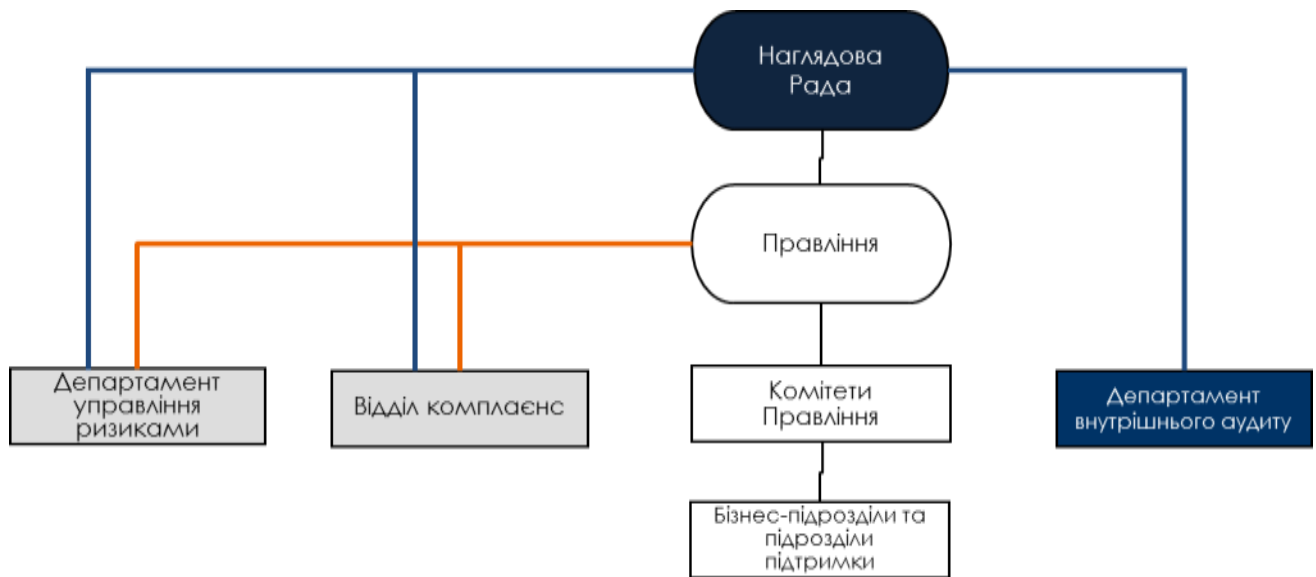 Наглядова
Рада
Правління
Департамент
управління
ризиками
Відділ комплаєнс
Комітети
Правління
Департамент
внутрішнього аудиту
Бізнес-підрозділи та
підрозділи
підтримки